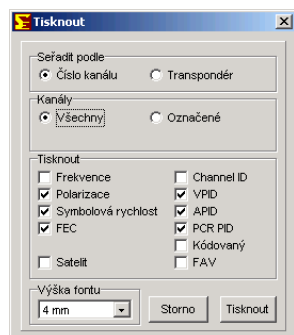 Tisknout
Seřadit podle
Číslo kanálu Transpondér
Kanály
Všechny Označené
Tisknout
Frekvence Channel ID
Polarizace VPID
Symbolová rychlost APID
FEC PCR PID
Kódovaný
Satelit FAV
Výška fontu
4 mm Storno Tisknout